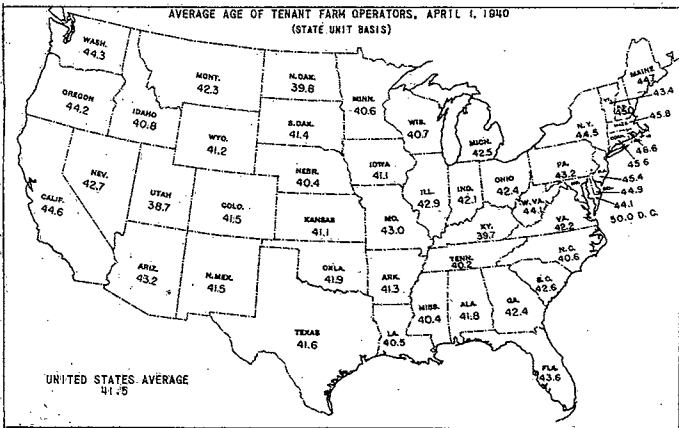 AVERAGE AGE OF TENANT FARM OPERATORS, APRIL 1, 1940
(STATE UNIT BASIS)
WASH.
44.3
OREGON
44.2
CALIF.
44.6
NEV.
42.7
IDAHO
40.8
MONT.
42.3
WYO.
41.2
UTAH
38.7
COLO.
41.5
ARIZ.
43.2
N.MEX.
41.5
N.DAK.
39.8
S.DAK.
41.4
NEBR.
40.4
KANSAS
41.1
OKLA.
41.9
TEXAS
41.6
MINN.
40.6
IOWA
41.1
MO.
43.0
ARK.
41.3
LA.
40.5
WIS.
40.7
ILL.
42.9
MICH.
42.5
IND.
42.1
OHIO
42.4
KY.
39.7
TENN.
40.2
MISS.
40.4
ALA.
41.8
GA.
42.4
FLA.
43.6
S.C.
42.6
N.C.
40.6
VA.
42.2
W.VA.
44.1
PA.
43.2
N.Y.
44.5
MAINE
44.7
43.4
45.8
46.6
45.6
45.4
44.9
44.1
50.0 D.C.
UNITED STATES AVERAGE
41.5